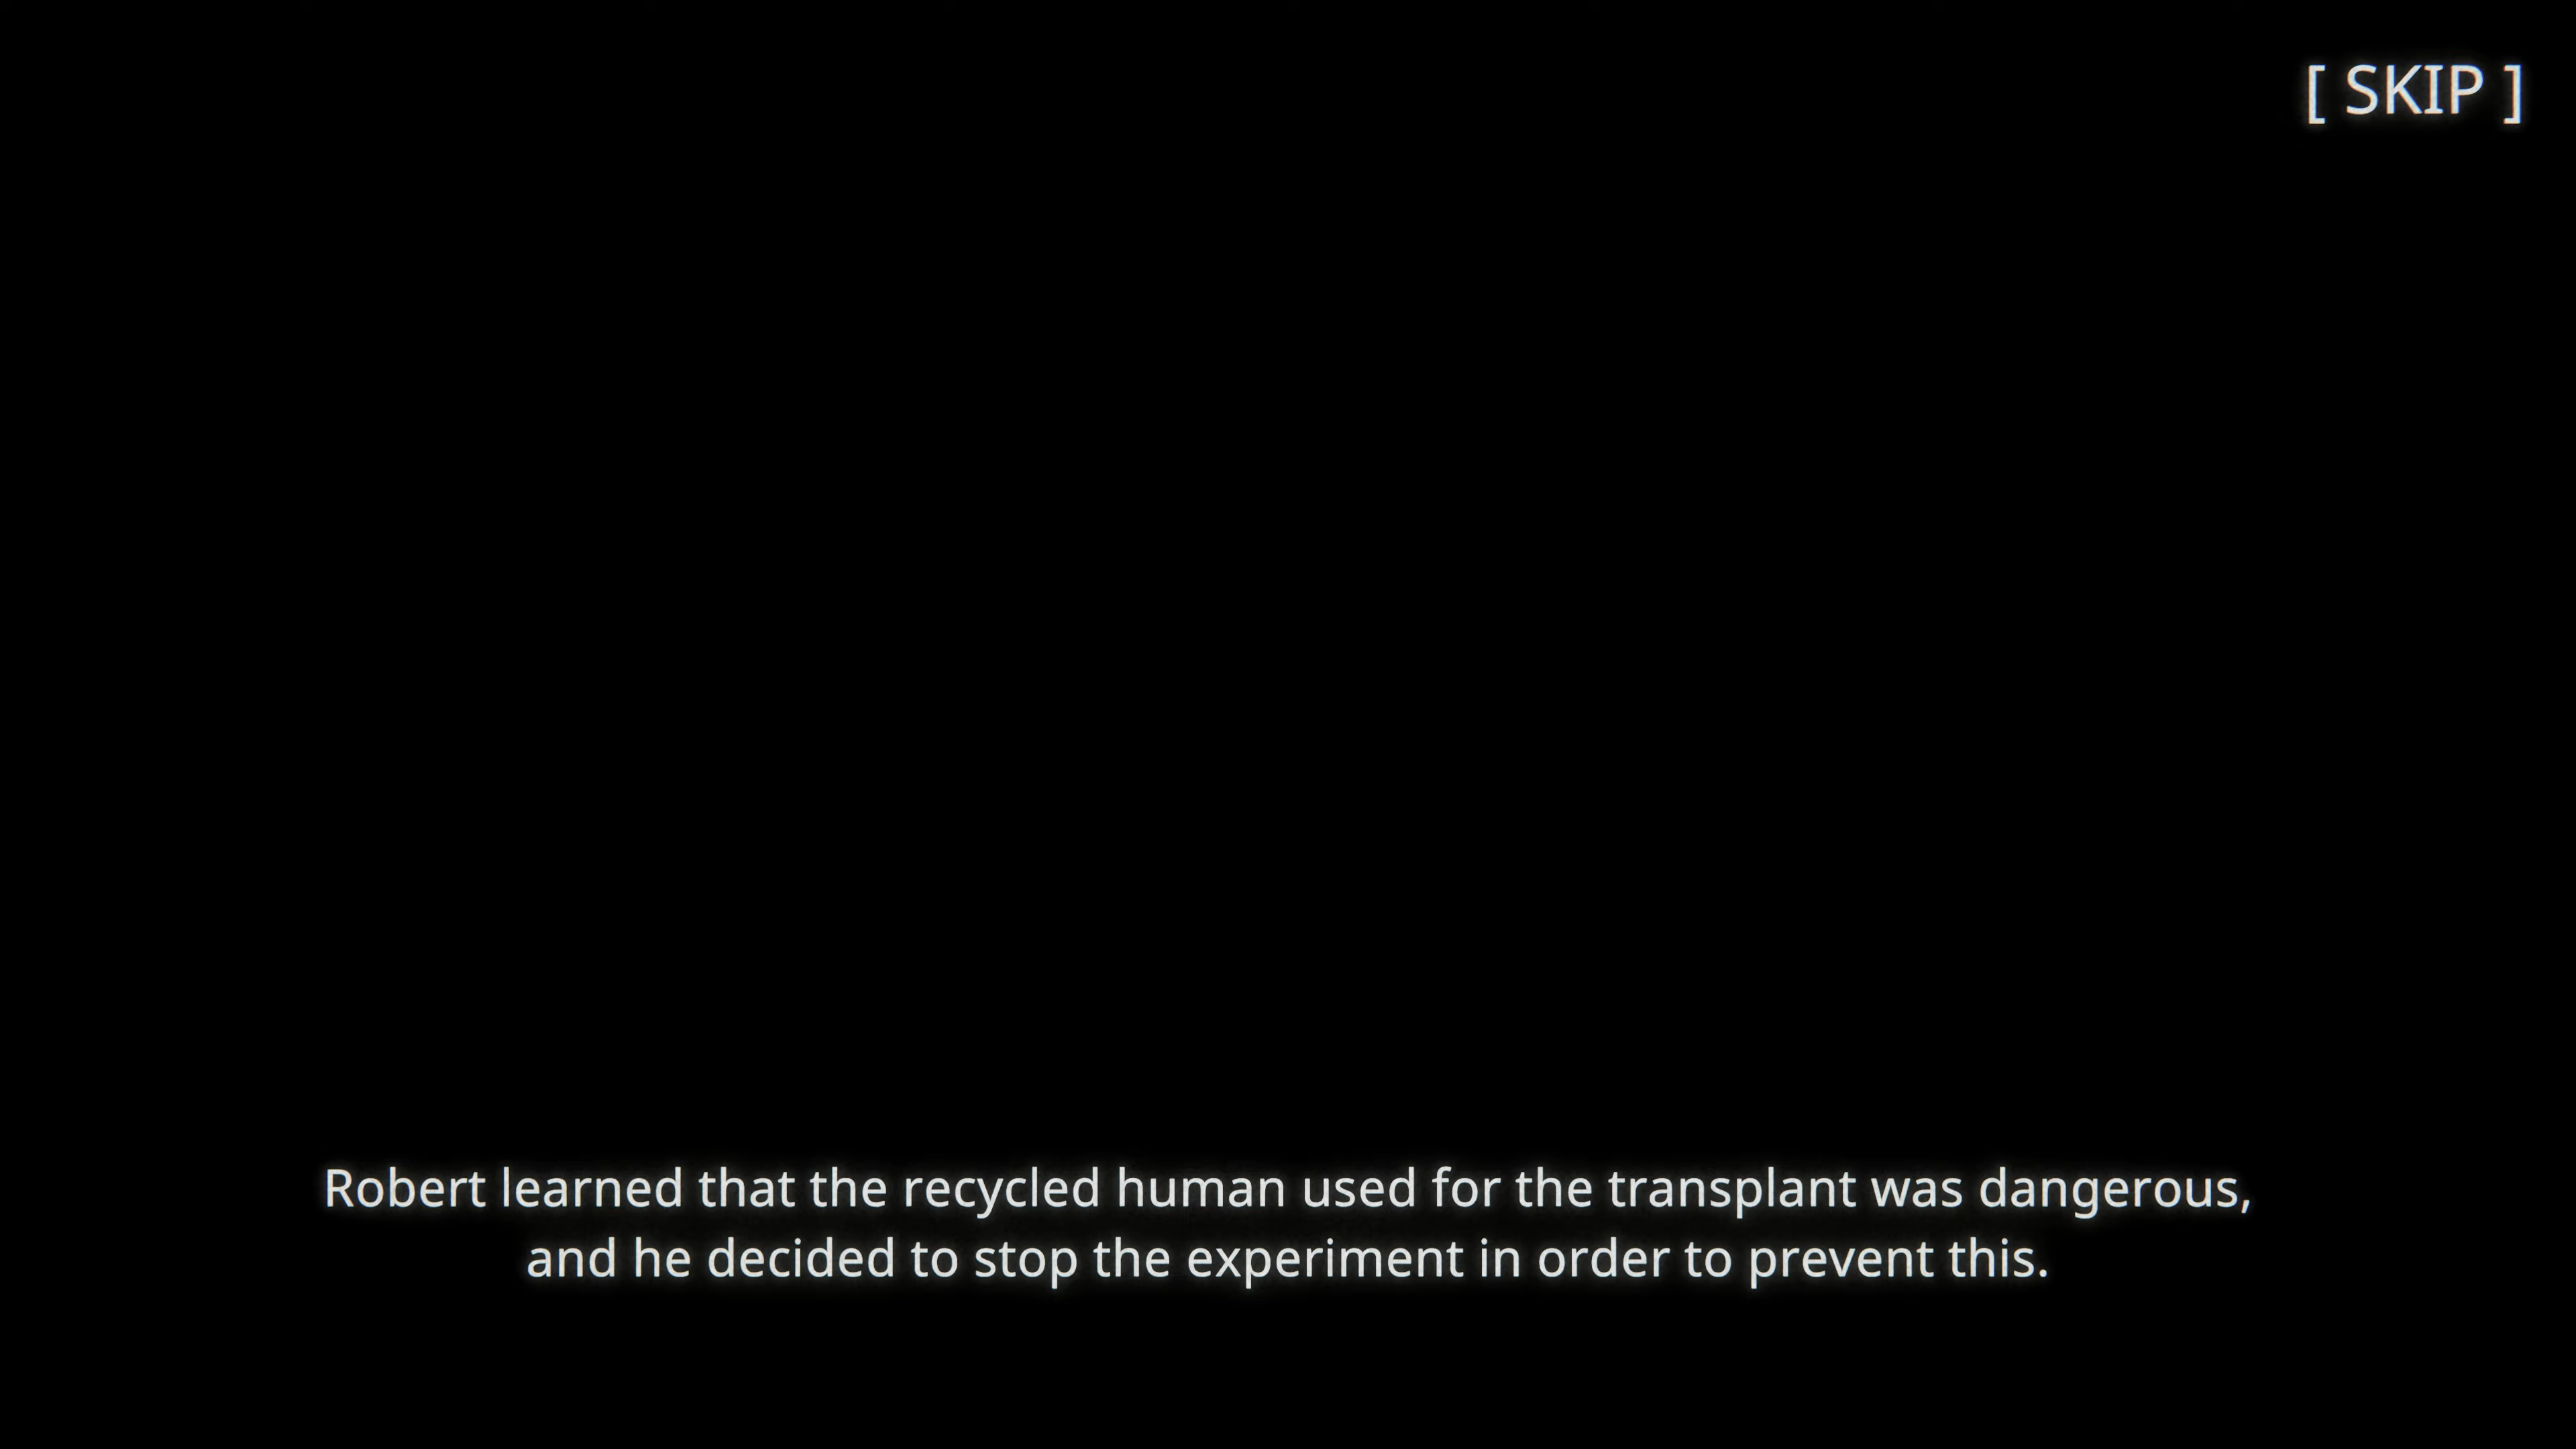 [ SKIP ]
Robert learned that the recycled human used for the transplant was dangerous,
and he decided to stop the experiment in order to prevent this.